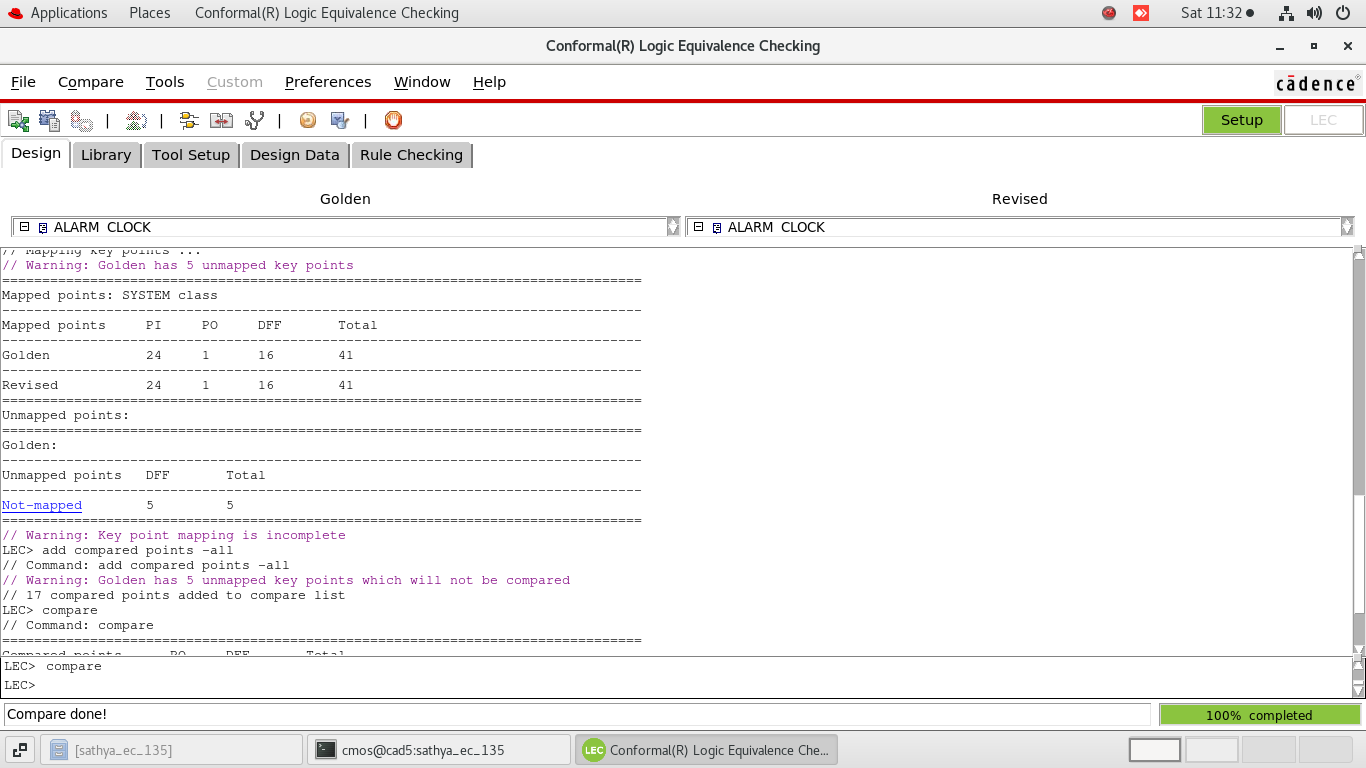 Applications Places Conformal(R) Logic Equivalence Checking Sat 11:32
Conformal(R) Logic Equivalence Checking
File Compare Tools Custom Preferences Window Help
cādence
Setup LEC
Design Library Tool Setup Design Data Rule Checking
Golden Revised
ALARM CLOCK ALARM CLOCK
// Mapping key points ...
// Warning: Golden has 5 unmapped key points
================================================================================
Mapped points: SYSTEM class
--------------------------------------------------------------------------------
Mapped points PI PO DFF Total
--------------------------------------------------------------------------------
Golden 24 1 16 41
--------------------------------------------------------------------------------
Revised 24 1 16 41
================================================================================
Unmapped points:
================================================================================
Golden:
--------------------------------------------------------------------------------
Unmapped points DFF Total
--------------------------------------------------------------------------------
Not-mapped 5 5
================================================================================
// Warning: Key point mapping is incomplete
LEC> add compared points -all
// Command: add compared points -all
// Warning: Golden has 5 unmapped key points which will not be compared
// 17 compared points added to compare list
LEC> compare
// Command: compare
================================================================================
Compared points PO DFF Total
LEC> compare
LEC>
Compare done! 100% completed
[sathya_ec_135] cmos@cad5:sathya_ec_135 LEC Conformal(R) Logic Equivalence Che...